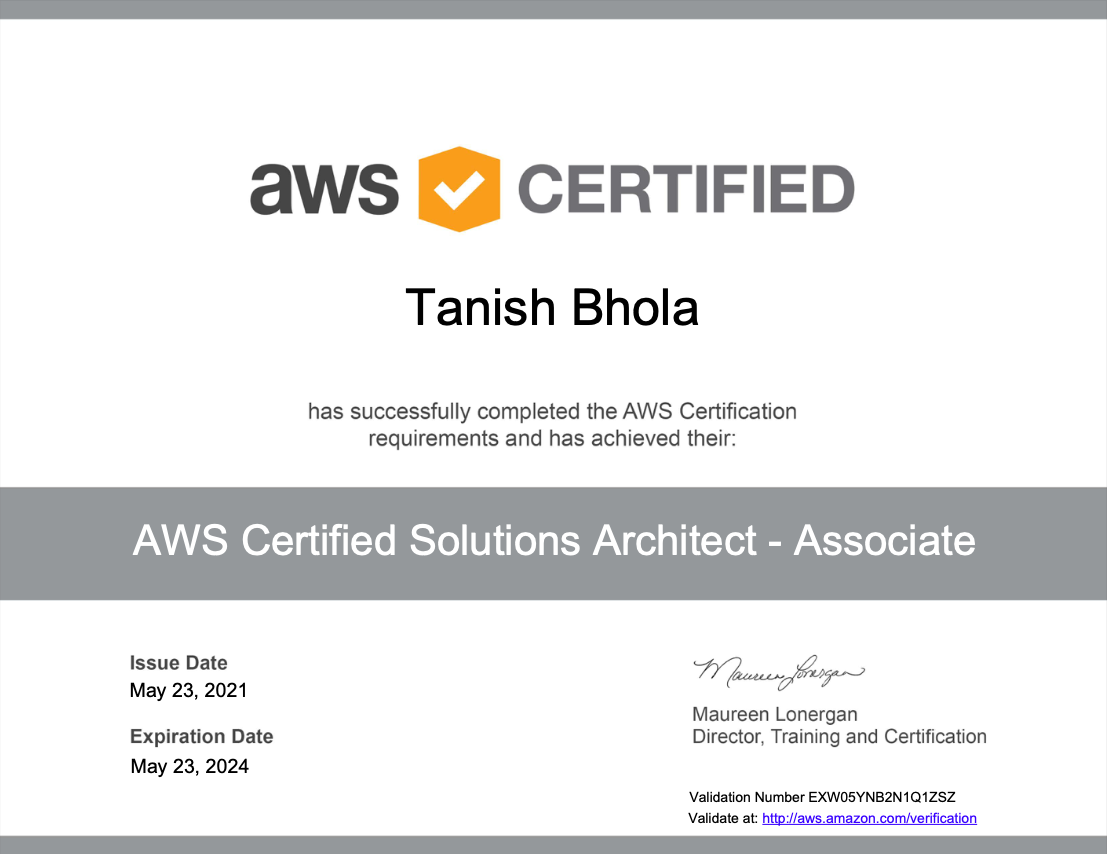 aws CERTIFIED
Tanish Bhola
has successfully completed the AWS Certification
requirements and has achieved their:
AWS Certified Solutions Architect - Associate
Issue Date
May 23, 2021
Expiration Date
May 23, 2024
Maureen Lonergan
Maureen Lonergan
Director, Training and Certification
Validation Number EXW05YNB2N1Q1ZSZ
Validate at: http://aws.amazon.com/verification